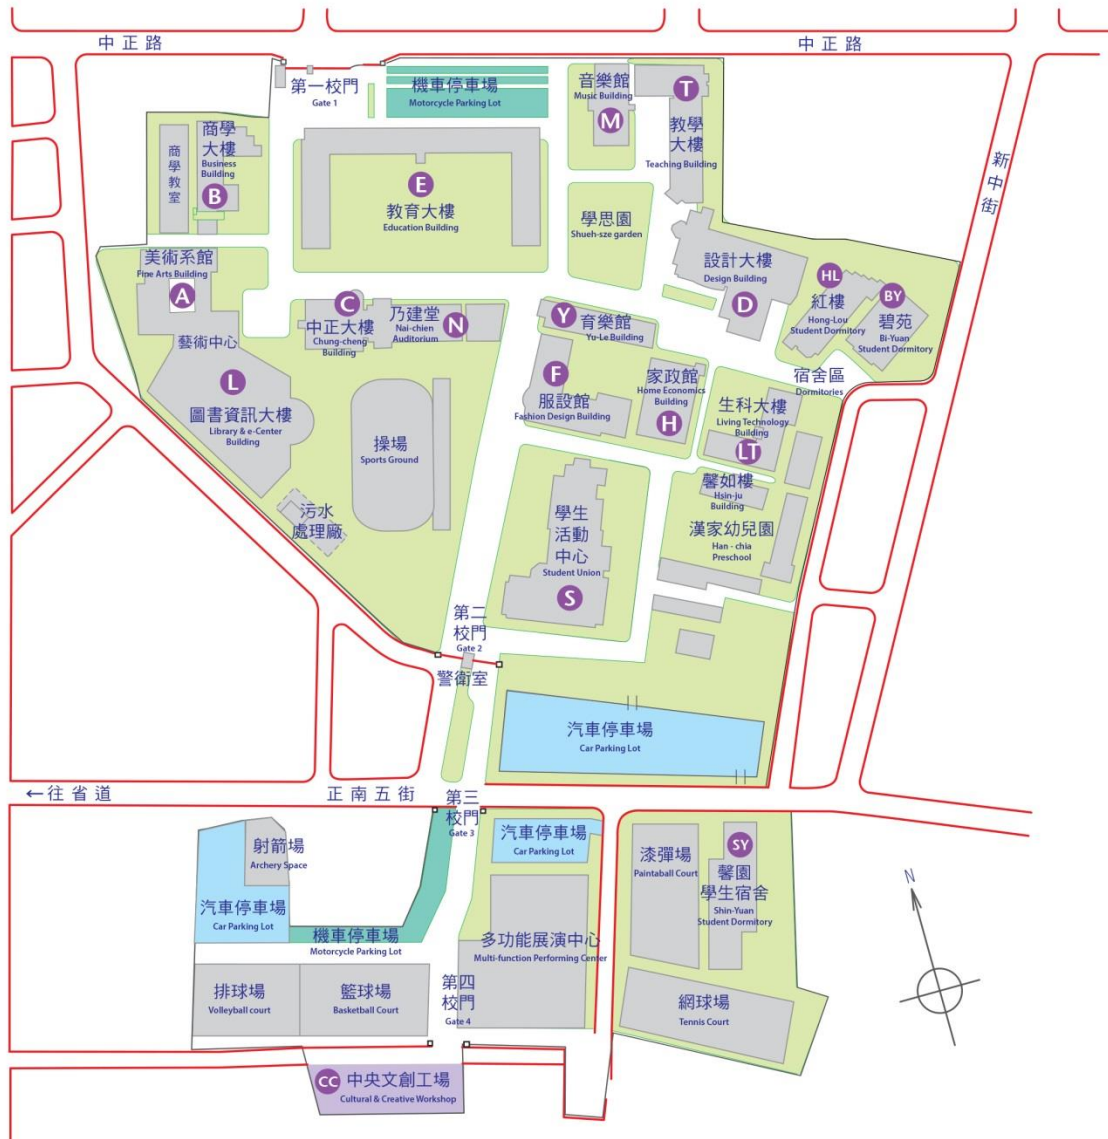 中正路
中正路
第一校門
Gate 1
機車停車場
Motorcycle Parking Lot
音樂館
Music Building
M
T
教學
大樓
Teaching Building
新中街
商學
大樓
Business
Building
B
商學教室
E
教育大樓
Education Building
學思園
Shueh-sze garden
美術系館
Fine Arts Building
A
設計大樓
Design Building
D
HL
紅樓
Hong-Lou
Student Dormitory
BY
碧苑
Bi-Yuan
Student Dormitory
藝術中心
C
中正大樓
Chung-cheng
Building
乃建堂
Nai-chien
Auditorium
N
Y
育樂館
Yu-Le Building
宿舍區
Dormitories
L
圖書資訊大樓
Library & e-Center
Building
F
服設館
Fashion Design Building
家政館
Home Economics
Building
H
生科大樓
Living Technology
Building
LT
操場
Sports Ground
馨如樓
Hsin-ju
Building
污水
處理廠
學生
活動
中心
Student Union
S
漢家幼兒園
Han - chia
Preschool
第二
校門
Gate 2
警衛室
汽車停車場
Car Parking Lot
←往省道
正南五街
第三
校門
Gate 3
射箭場
Archery Space
汽車停車場
Car Parking Lot
漆彈場
Paintaball Court
SY
馨園
學生宿舍
Shin-Yuan
Student Dormitory
N
汽車停車場
Car Parking Lot
機車停車場
Motorcycle Parking Lot
多功能展演中心
Multi-function Performing Center
排球場
Volleyball court
籃球場
Basketball Court
第四
校門
Gate 4
網球場
Tennis Court
CC
中央文創工場
Cultural & Creative Workshop